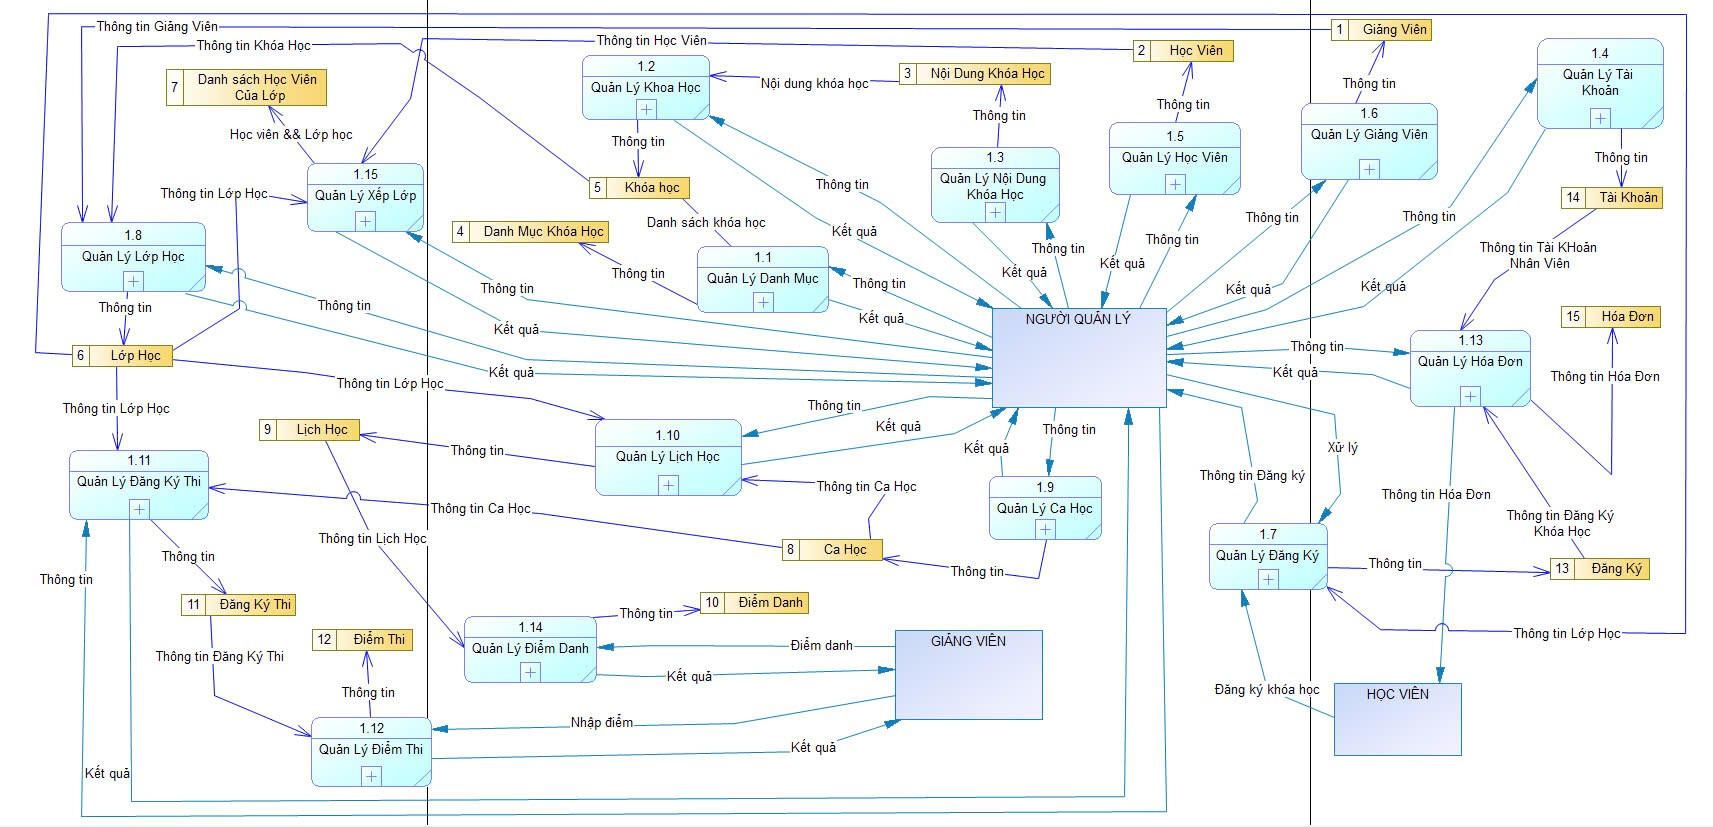 Thông tin Giảng Viên
1
Giảng Viên
Thông tin Khóa Học
Thông tin Học Viên
2
Học Viên
1.4
Quản Lý Tài
Khoản
7
Danh sách Học Viên
Của Lớp
1.2
Quản Lý Khoa Học
Nội dung khóa học
3
Nội Dung Khóa Học
Thông tin
Thông tin
Thông tin
1.6
Quản Lý Giảng Viên
Học viên && Lớp học
Thông tin
1.5
Quản Lý Học Viên
1.3
Quản Lý Nội Dung
Khóa Học
Thông tin
1.15
Quản Lý Xếp Lớp
Thông tin Lớp Học
5
Khóa học
Thông tin
14
Tài Khoản
Danh sách khóa học
Thông tin
Thông tin
4
Danh Mục Khóa Học
Kết quả
1.8
Quản Lý Lớp Học
1.1
Quản Lý Danh Mục
Thông tin
Thông tin
Thông tin Tài KHoản
Nhân Viên
Thông tin
Kết quả
Kết quả
Thông tin
Thông tin
Kết quả
Kết quả
Thông tin
Thông tin
Kết quả
NGƯỜI QUẢN LÝ
15
Hóa Đơn
Kết quả
1.13
Quản Lý Hóa Đơn
6
Lớp Học
Thông tin
Kết quả
Kết quả
Thông tin Hóa Đơn
Thông tin Lớp Học
Thông tin Lớp Học
Thông tin
9
Lịch Học
Kết quả
Thông tin
1.10
Quản Lý Lịch Học
Thông tin
Kết quả
Xử lý
1.11
Quản Lý Đăng Ký Thi
Thông tin Đăng ký
Thông tin Ca Học
1.9
Quản Lý Ca Học
Thông tin Hóa Đơn
Thông tin Ca Học
Thông tin Đăng Ký
Khóa Học
Thông tin Lịch Học
1.7
Quản Lý Đăng Ký
8
Ca Học
Thông tin
Thông tin
Thông tin
13
Đăng Ký
Thông tin
11
Đăng Ký Thi
Thông tin
10
Điểm Danh
12
Điểm Thi
1.14
Quản Lý Điểm Danh
Điểm danh
GIẢNG VIÊN
Thông tin Lớp Học
Thông tin Đăng Ký Thi
Kết quả
Thông tin
Đăng ký khóa học
HỌC VIÊN
Nhập điểm
1.12
Quản Lý Điểm Thi
Kết quả
Kết quả